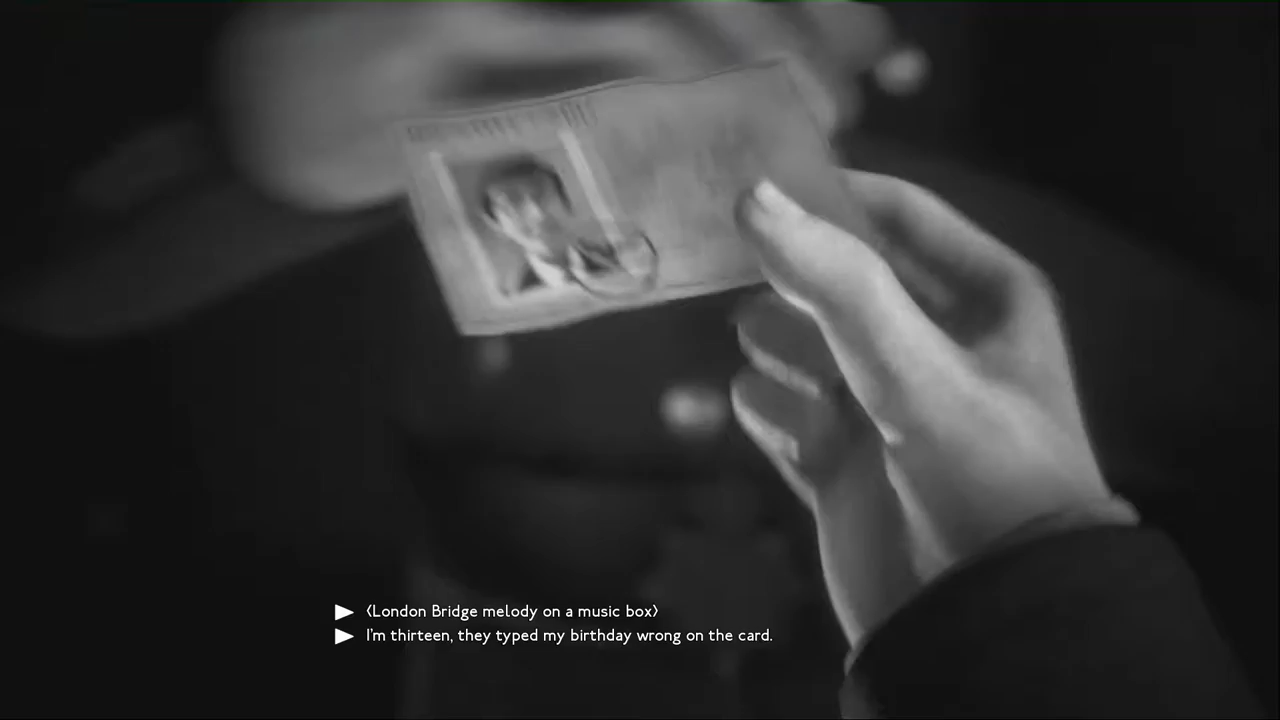 <London Bridge melody on a music box>
I'm thirteen, they typed my birthday wrong on the card.